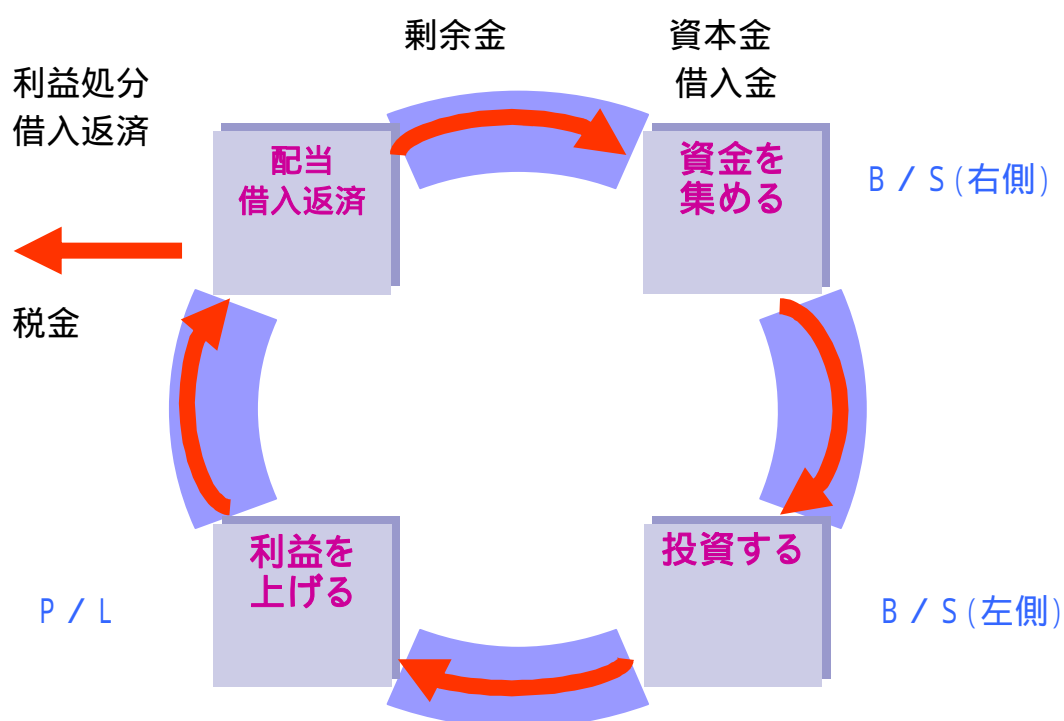 剰余金
資本金
借入金
利益処分
借入返済
配当
借入返済
資金を
集める
B/S(右側)
税金
利益を
上げる
投資する
P/L
B/S(左側)